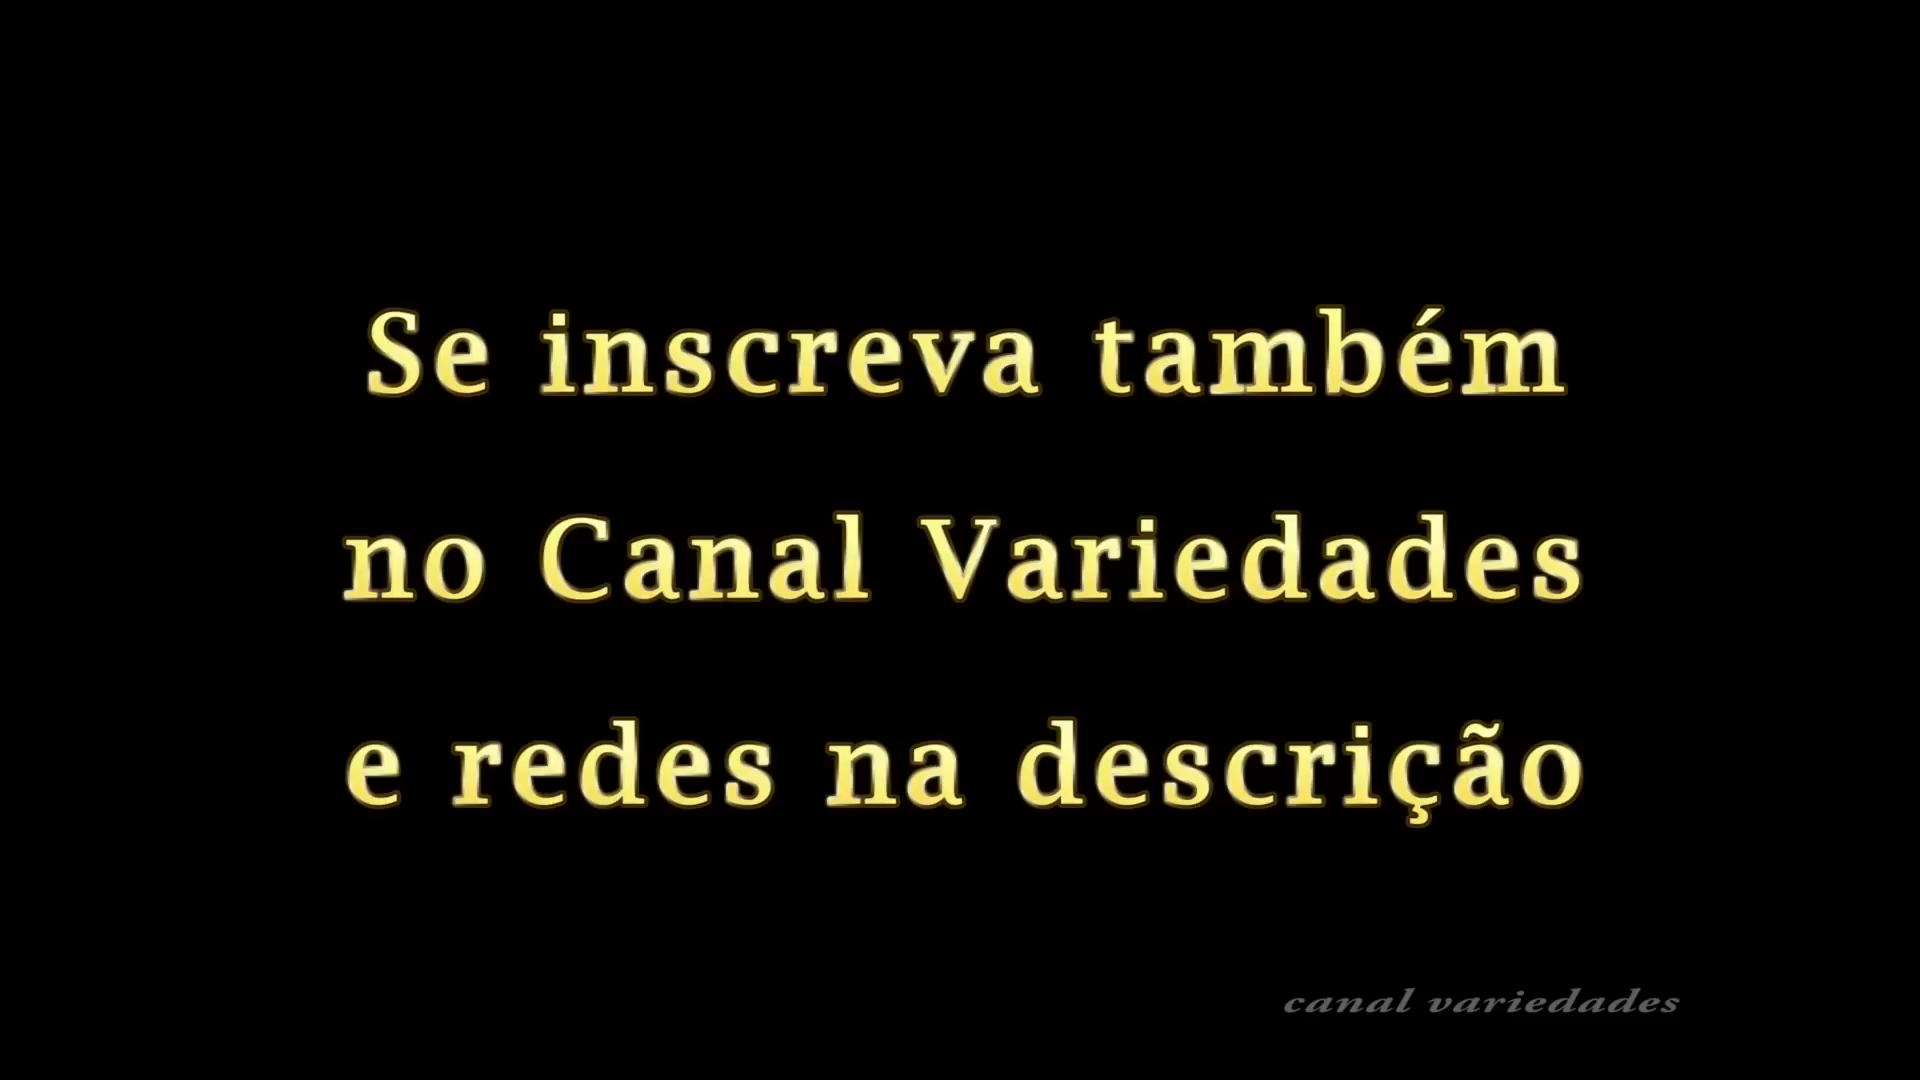 Se inscreva também
no Canal Variedades
e redes na descrição
canal variedades